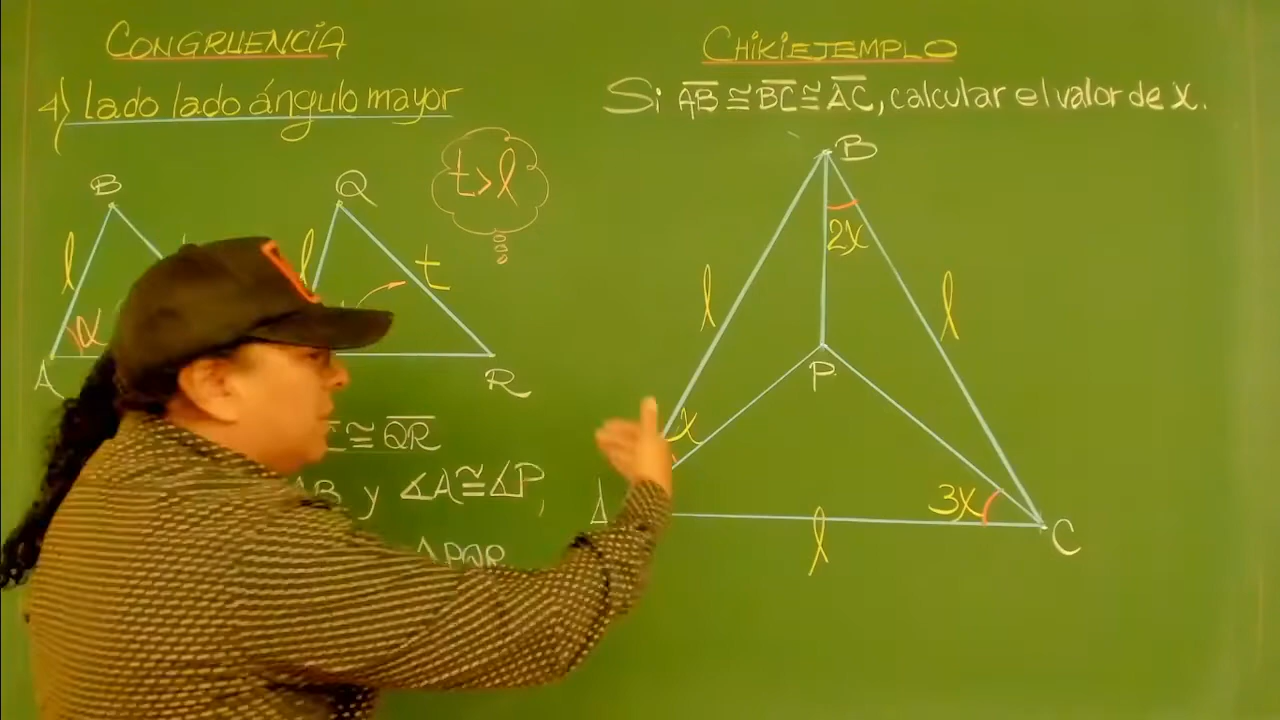 CONGRUENCIA
4) lado lado ángulo mayor
t>l
B
Q
l
l
t
α
A
R
≅ QR
AB y ∡A≅∡P,
ΔPQR
CHIKIEJEMPLO
Si AB≅BC≅AC, calcular el valor de x.
B
2x
l
l
P
x
3x
A
l
C